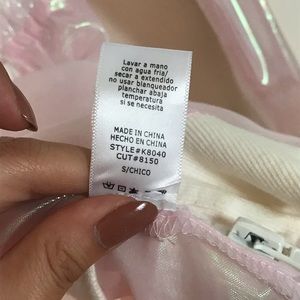 Lavar a mano
con agua fria/
secar a extendido
no usar blanqueador
planchar abaja
temperatura
si se necesita
MADE IN CHINA
HECHO EN CHINA
STYLE#K8040
CUT#8150
S/CHICO